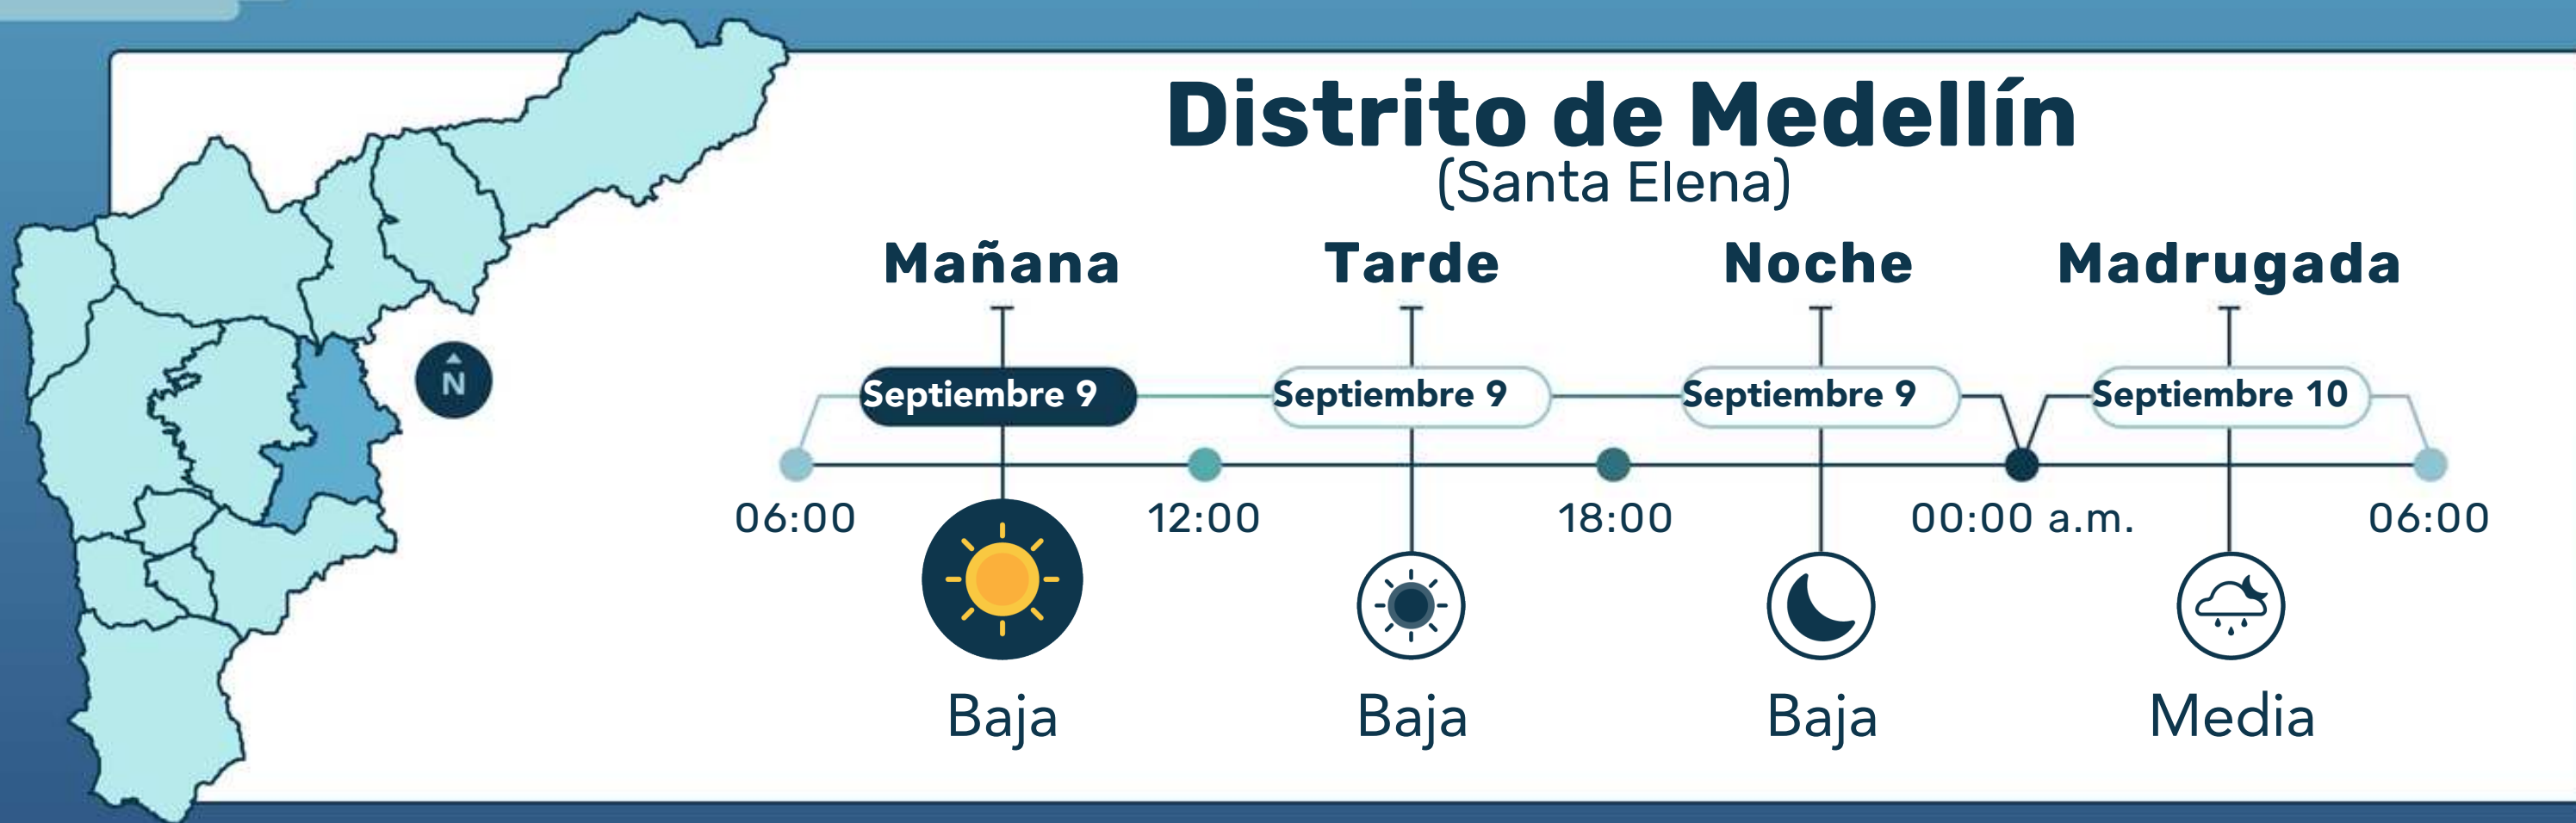 Distrito de Medellín
(Santa Elena)
Mañana Tarde Noche Madrugada
N
Septiembre 9 Septiembre 9 Septiembre 9 Septiembre 10
06:00 12:00 18:00 00:00 a.m. 06:00
Baja Baja Baja Media